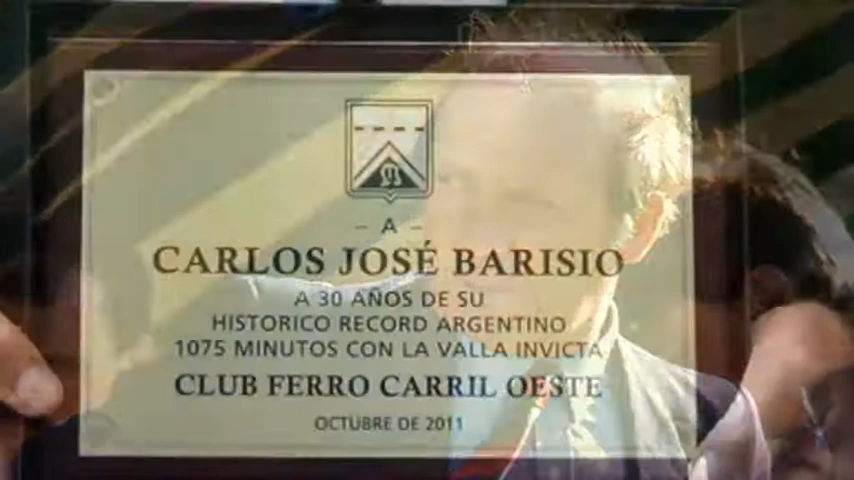 - A -
CARLOS JOSÉ BARISIO
A 30 AÑOS DE SU
HISTORICO RECORD ARGENTINO
1075 MINUTOS CON LA VALLA INVICTA
CLUB FERRO CARRIL OESTE
OCTUBRE DE 2011